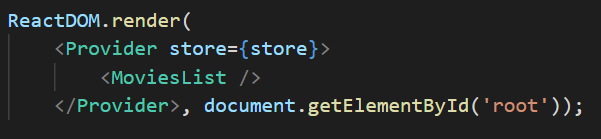 ReactDOM.render(
<Provider store={store}>
<MoviesList />
</Provider>, document.getElementById('root'));